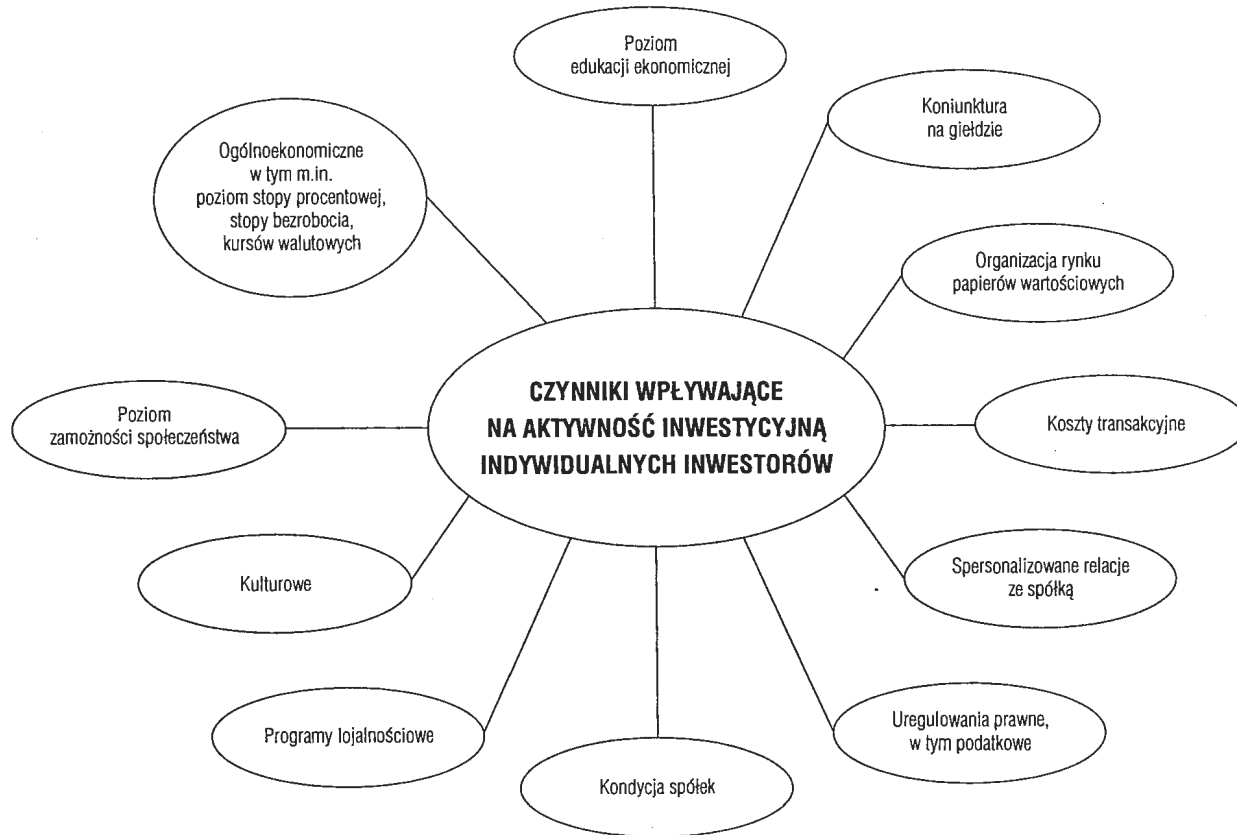 Poziom
edukacji ekonomicznej
Koniunktura
na giełdzie
Ogólnoekonomiczne
w tym m.in.
poziom stopy procentowej,
stopy bezrobocia,
kursów walutowych
Organizacja rynku
papierów wartościowych
CZYNNIKI WPŁYWAJĄCE
NA AKTYWNOŚĆ INWESTYCYJNĄ
INDYWIDUALNYCH INWESTORÓW
Poziom
zamożności społeczeństwa
Koszty transakcyjne
Kulturowe
Spersonalizowane relacje
ze spółką
Programy lojalnościowe
Uregulowania prawne,
w tym podatkowe
Kondycja spółek